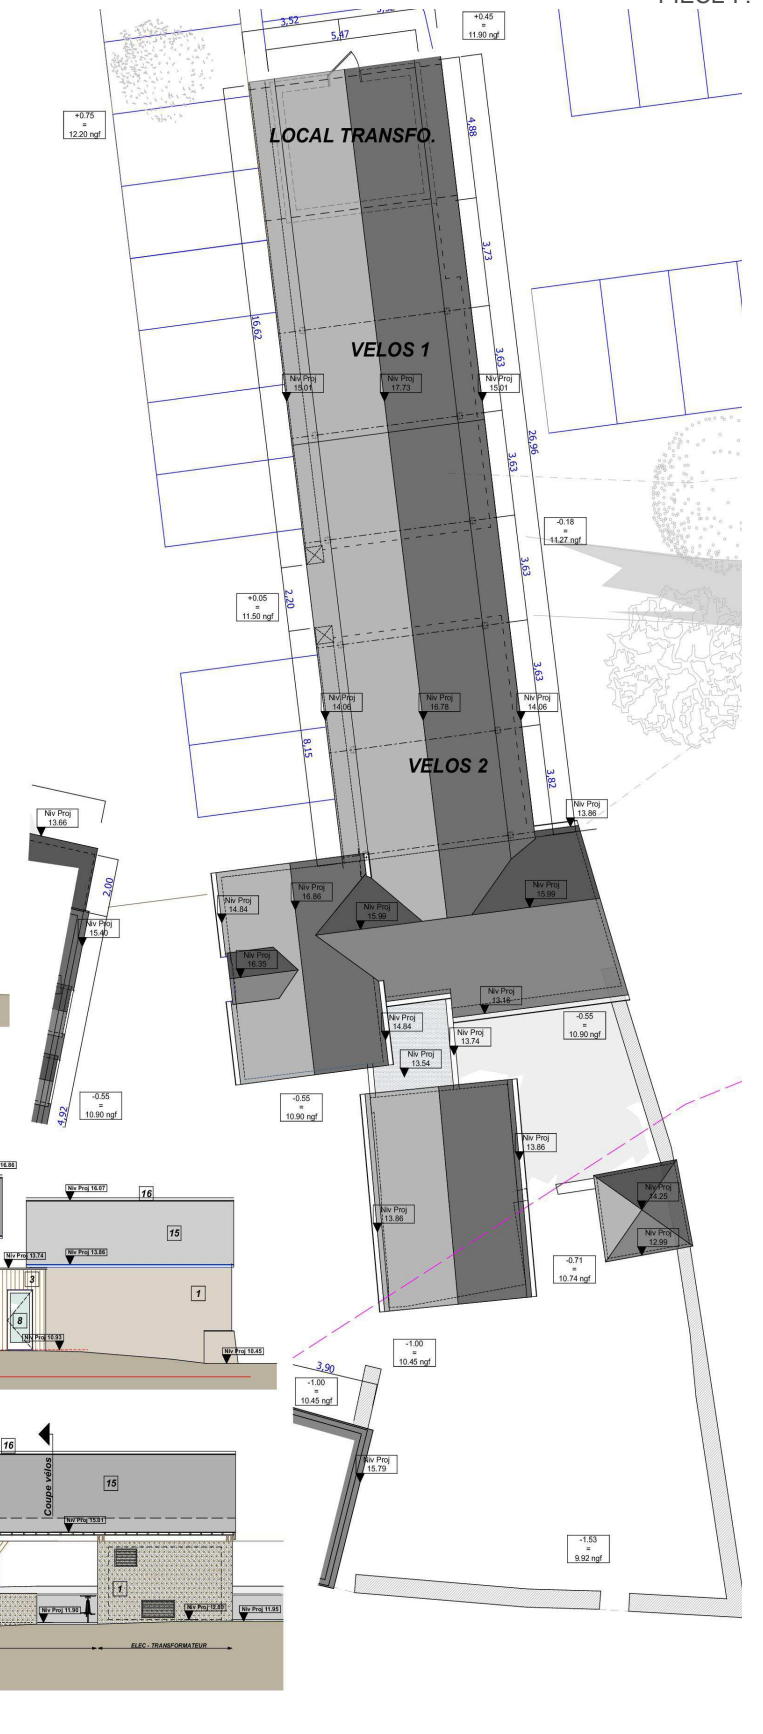 3,52
5,47
+0.45
=
11.90 ngf
+0.75
=
12.20 ngf
LOCAL TRANSFO.
4,88
3,73
16,62
VELOS 1
3,63
Niv Proj
15.01
Niv Proj
17.73
Niv Proj
15.01
26,96
3,63
-0.18
=
11.27 ngf
3,63
+0.05
=
11.50 ngf
2,20
3,63
Niv Proj
14.06
Niv Proj
16.78
Niv Proj
14.06
8,15
VELOS 2
3,82
Niv Proj
13.66
Niv Proj
13.86
2,00
Niv Proj
14.84
Niv Proj
16.86
Niv Proj
15.99
Niv Proj
15.99
Niv Proj
15.40
Niv Proj
16.35
Niv Proj
13.16
Niv Proj
14.84
Niv Proj
13.74
-0.55
=
10.90 ngf
Niv Proj
13.54
-0.55
=
10.90 ngf
4,92
-0.55
=
10.90 ngf
Niv Proj
13.86
16.86
Niv Proj 16.07
16
Niv Proj
14.25
Niv Proj
13.86
15
Niv Proj
12.99
Niv Proj 13.74
Niv Proj 13.86
3
-0.71
=
10.74 ngf
1
8
Niv Proj 10.93
Niv Proj 10.45
-1.00
=
10.45 ngf
3,90
-1.00
=
10.45 ngf
16
Coupe vélos
15
Niv Proj
15.79
Niv Proj 15.01
-1.53
=
9.92 ngf
1
Niv Proj 11.90
Niv Proj 11.95
ELEC - TRANSFORMATEUR